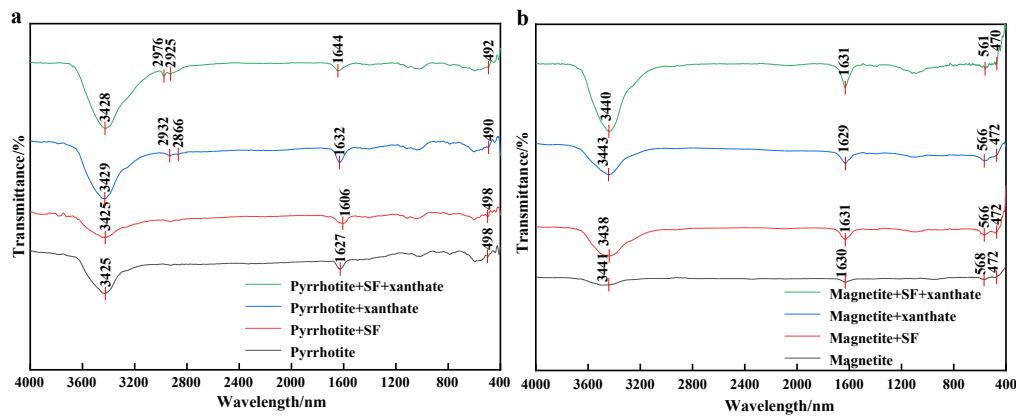 a
Transmittance/%
2976
2925
1644
492
3428
2932
2866
1632
490
3429
3425
1606
498
3425
1627
498
Pyrrhotite+SF+xanthate
Pyrrhotite+xanthate
Pyrrhotite+SF
Pyrrhotite
4000 3600 3200 2800 2400 2000 1600 1200 800 400
Wavelength/nm
b
Transmittance/%
1631
561
470
3440
3443
1629
566
472
3438
1631
566
472
3441
1630
568
472
Magnetite+SF+xanthate
Magnetite+xanthate
Magnetite+SF
Magnetite
4000 3600 3200 2800 2400 2000 1600 1200 800 400
Wavelength/nm